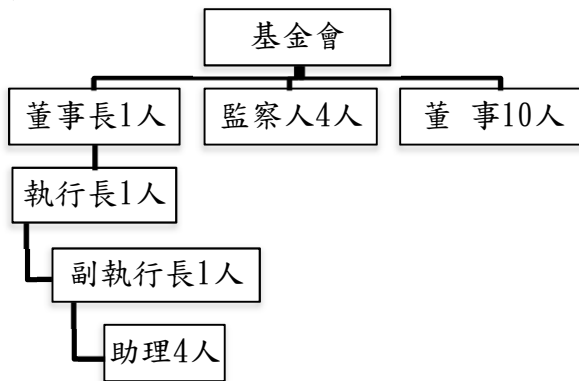 基金會
董事長1人
監察人4人
董 事10人
執行長1人
副執行長1人
助理4人